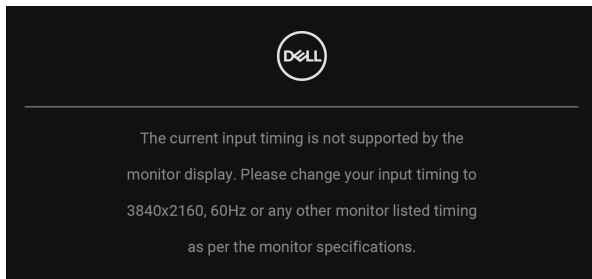 DELL
The current input timing is not supported by the
monitor display. Please change your input timing to
3840x2160, 60Hz or any other monitor listed timing
as per the monitor specifications.